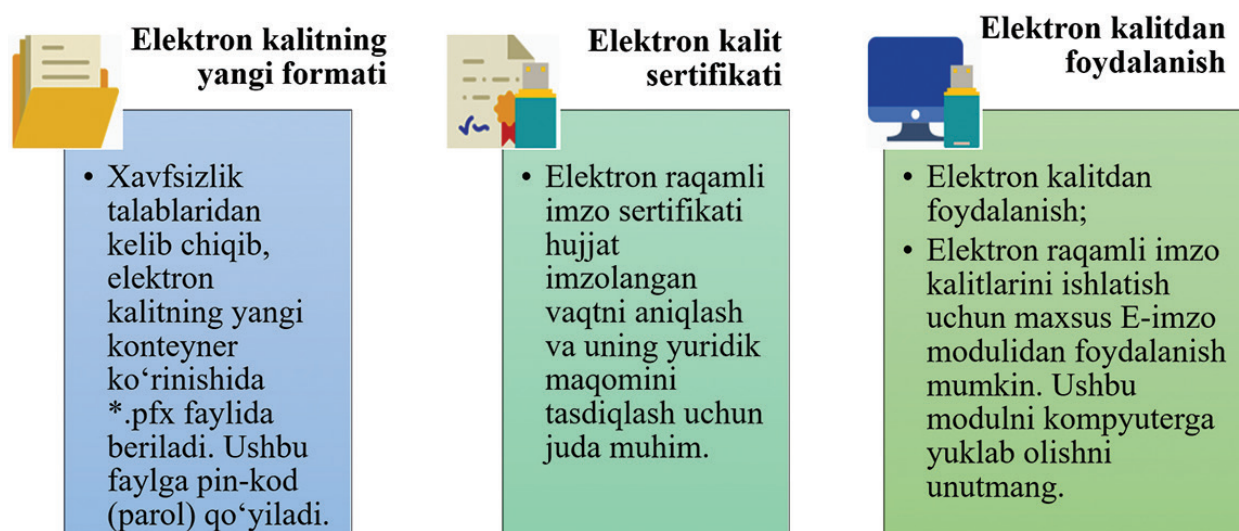 Elektron kalitning
yangi formati
• Xavfsizlik
talablaridan
kelib chiqib,
elektron
kalitning yangi
konteyner
ko‘rinishida
*.pfx faylida
beriladi. Ushbu
faylga pin-kod
(parol) qo‘yiladi.
Elektron kalit
sertifikati
• Elektron raqamli
imzo sertifikati
hujjat
imzolangan
vaqtni aniqlash
va uning yuridik
maqomini
tasdiqlash uchun
juda muhim.
Elektron kalitdan
foydalanish
• Elektron kalitdan
foydalanish;
• Elektron raqamli imzo
kalitlarini ishlatish
uchun maxsus E-imzo
modulidan foydalanish
mumkin. Ushbu
modulni kompyuterga
yuklab olishni
unutmang.